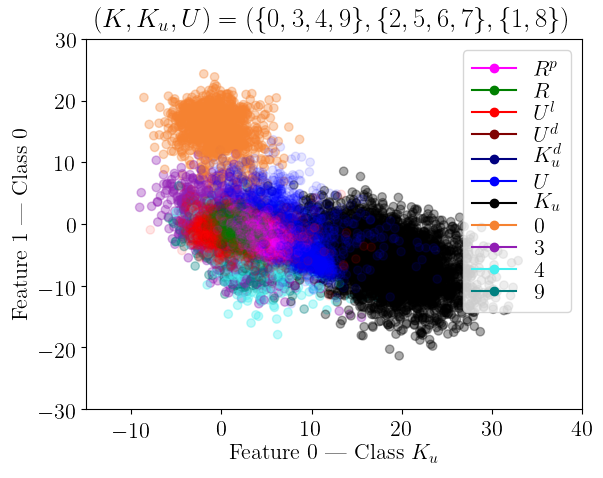 (K, K_u, U) = ({0, 3, 4, 9}, {2, 5, 6, 7}, {1, 8})
30
20
10
0
−10
−20
−30
Feature 1 — Class 0
−10 0 10 20 30 40
Feature 0 — Class K_u
R^p
R
U^l
U^d
K_u^d
U
K_u
0
3
4
9